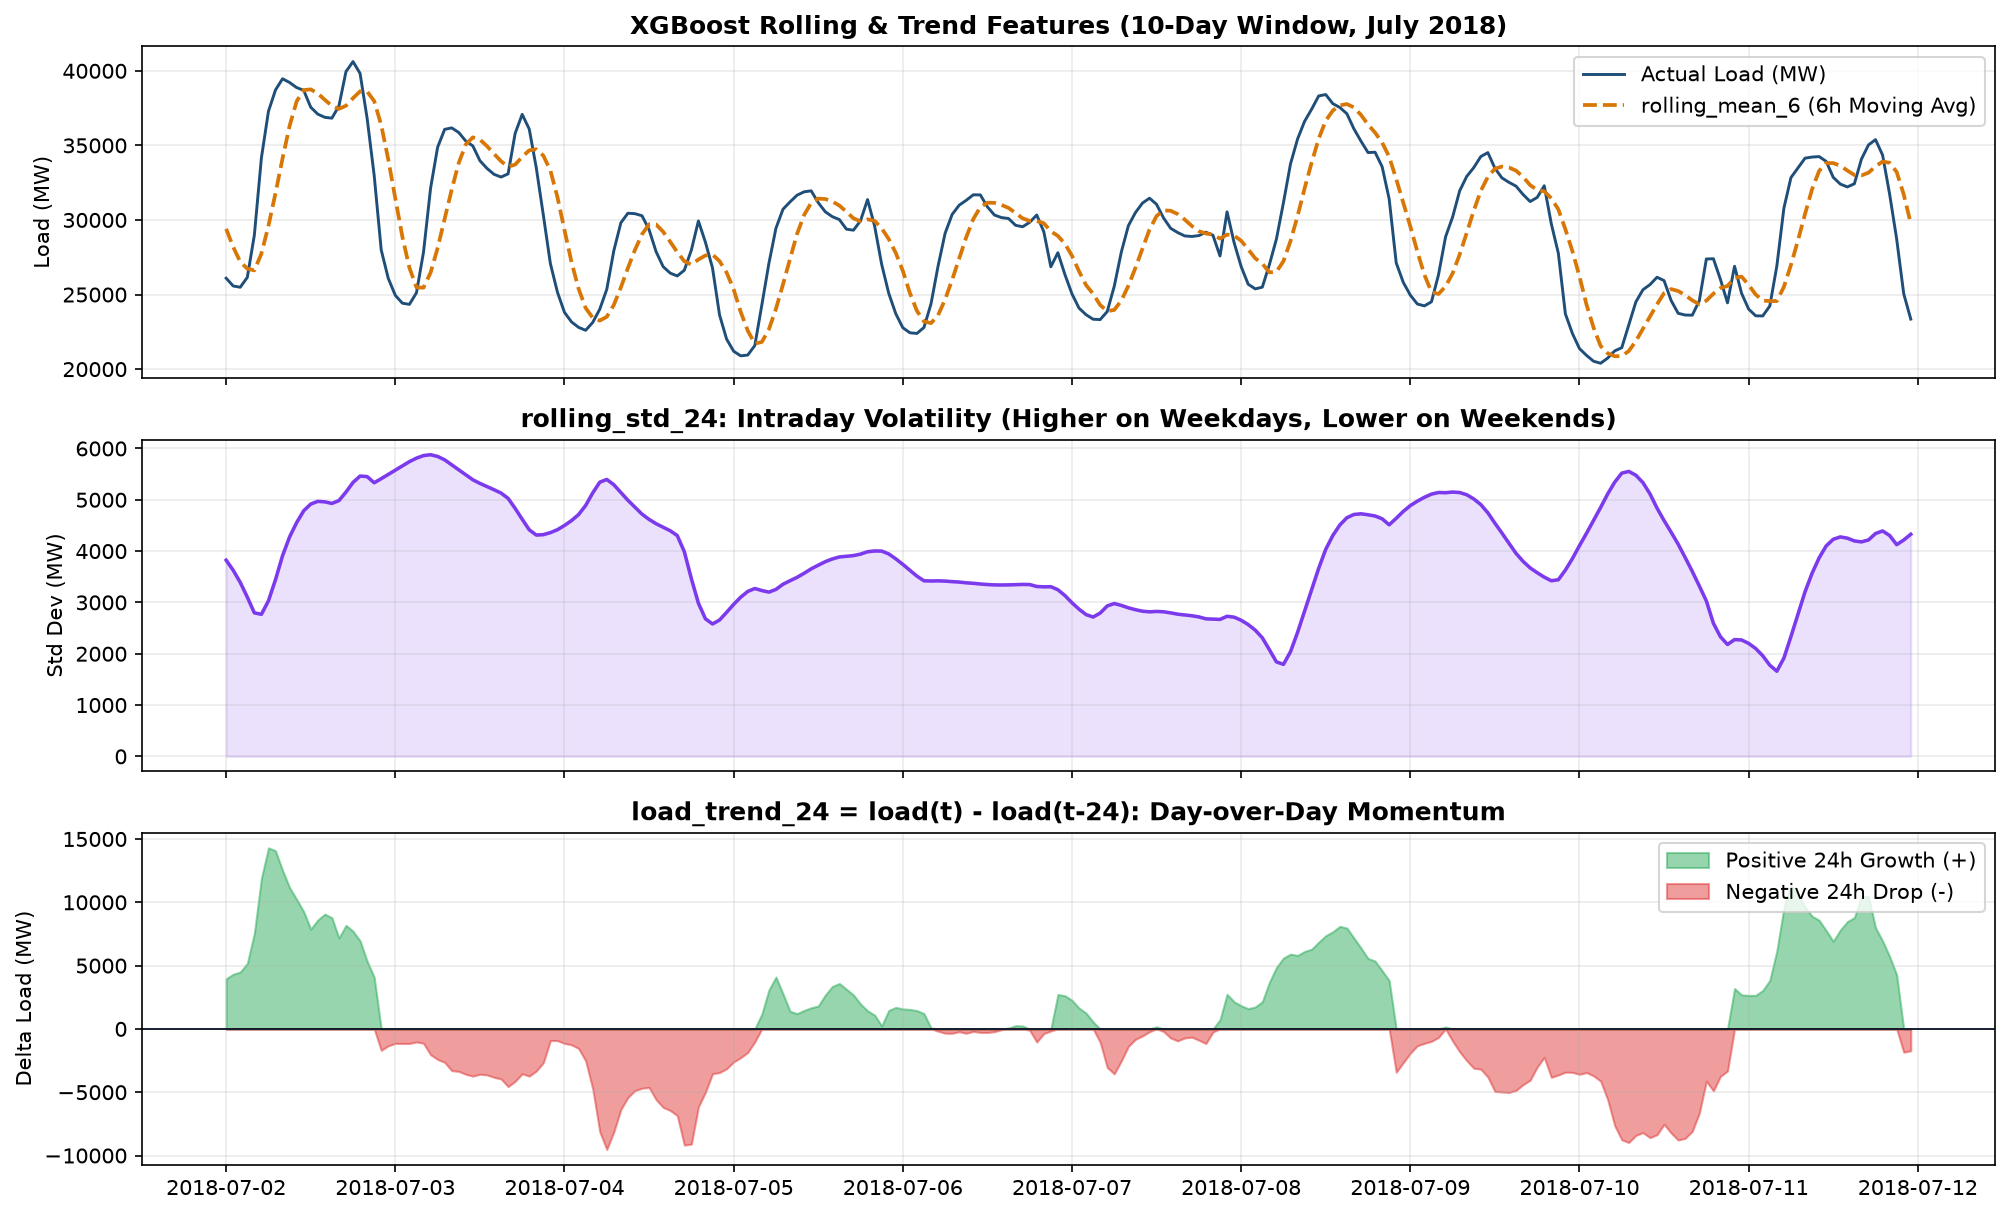 XGBoost Rolling & Trend Features (10-Day Window, July 2018)
Load (MW)
40000
35000
30000
25000
20000
Actual Load (MW)
rolling_mean_6 (6h Moving Avg)
rolling_std_24: Intraday Volatility (Higher on Weekdays, Lower on Weekends)
Std Dev (MW)
6000
5000
4000
3000
2000
1000
0
load_trend_24 = load(t) - load(t-24): Day-over-Day Momentum
Delta Load (MW)
15000
10000
5000
0
−5000
−10000
Positive 24h Growth (+)
Negative 24h Drop (-)
2018-07-02 2018-07-03 2018-07-04 2018-07-05 2018-07-06 2018-07-07 2018-07-08 2018-07-09 2018-07-10 2018-07-11 2018-07-12